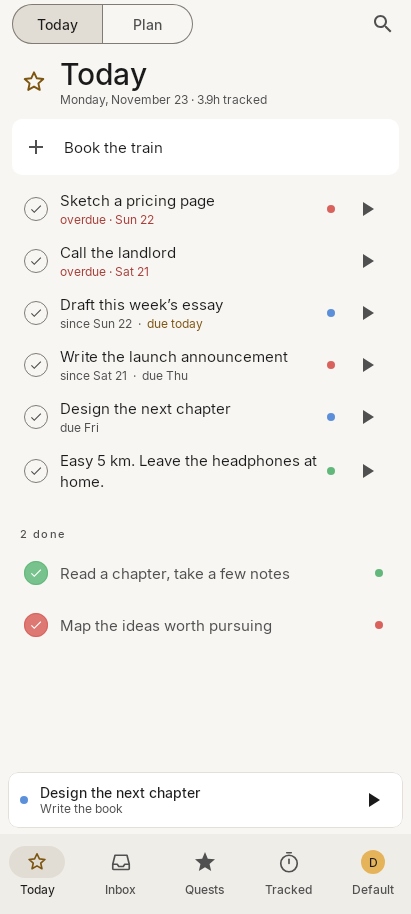 Today
Plan
Today
Monday, November 23 · 3.9h tracked
Book the train
Sketch a pricing page
overdue · Sun 22
Call the landlord
overdue · Sat 21
Draft this week’s essay
since Sun 22 · due today
Write the launch announcement
since Sat 21 · due Thu
Design the next chapter
due Fri
Easy 5 km. Leave the headphones at
home.
2 done
Read a chapter, take a few notes
Map the ideas worth pursuing
Design the next chapter
Write the book
D
Today
Inbox
Quests
Tracked
Default